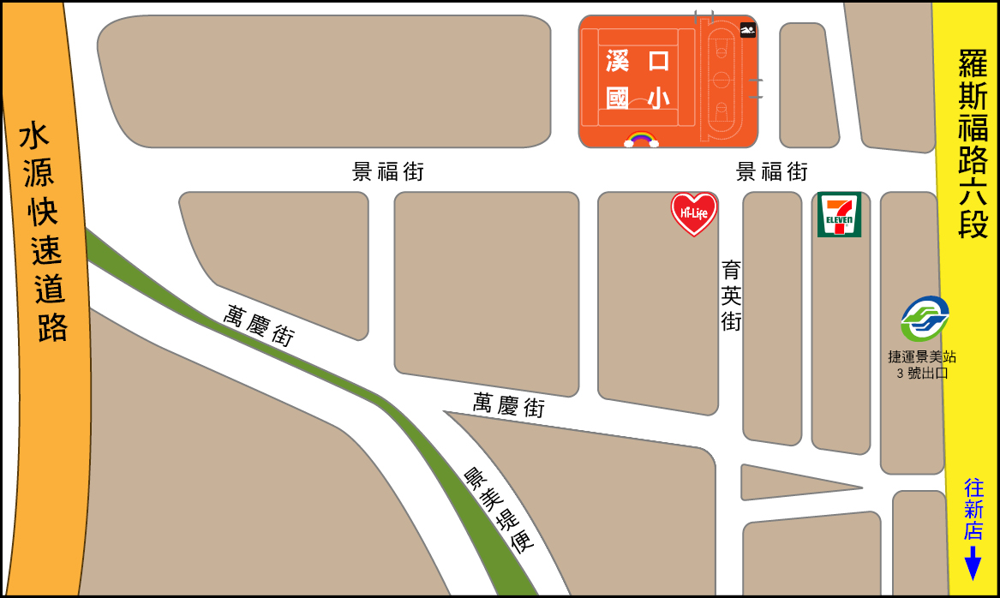 水源快速道路
溪口
國小
羅斯福路六段
景福街
景福街
Hi-Life
7
ELEVEN
育英街
萬慶街
捷運景美站
3 號出口
萬慶街
景美堤便
往新店